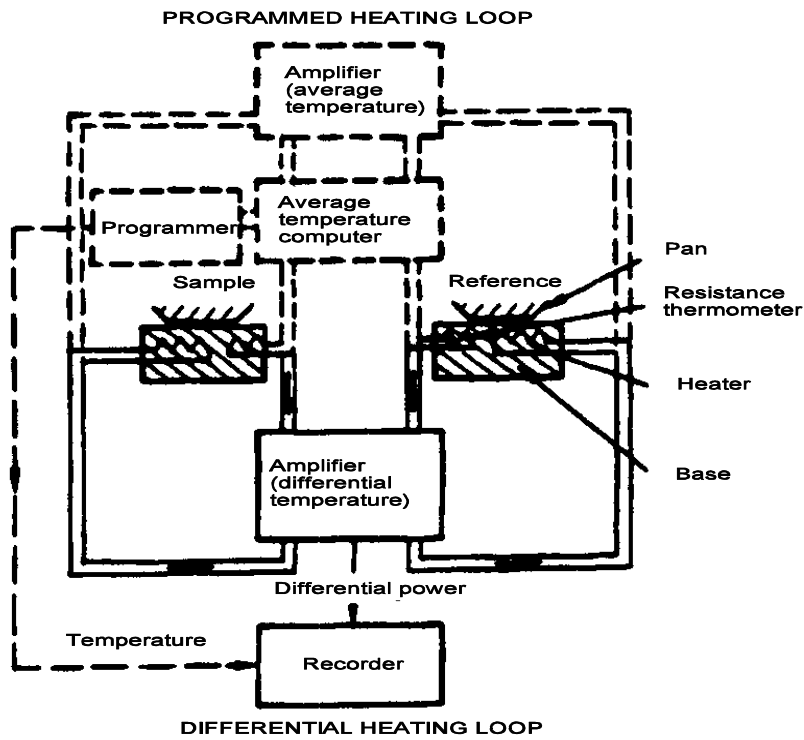 PROGRAMMED HEATING LOOP
Amplifier
(average
temperature)
Programmer
Average
temperature
computer
Sample
Reference
Pan
Resistance
thermometer
Heater
Base
Amplifier
(differential
temperature)
Differential power
Temperature
Recorder
DIFFERENTIAL HEATING LOOP